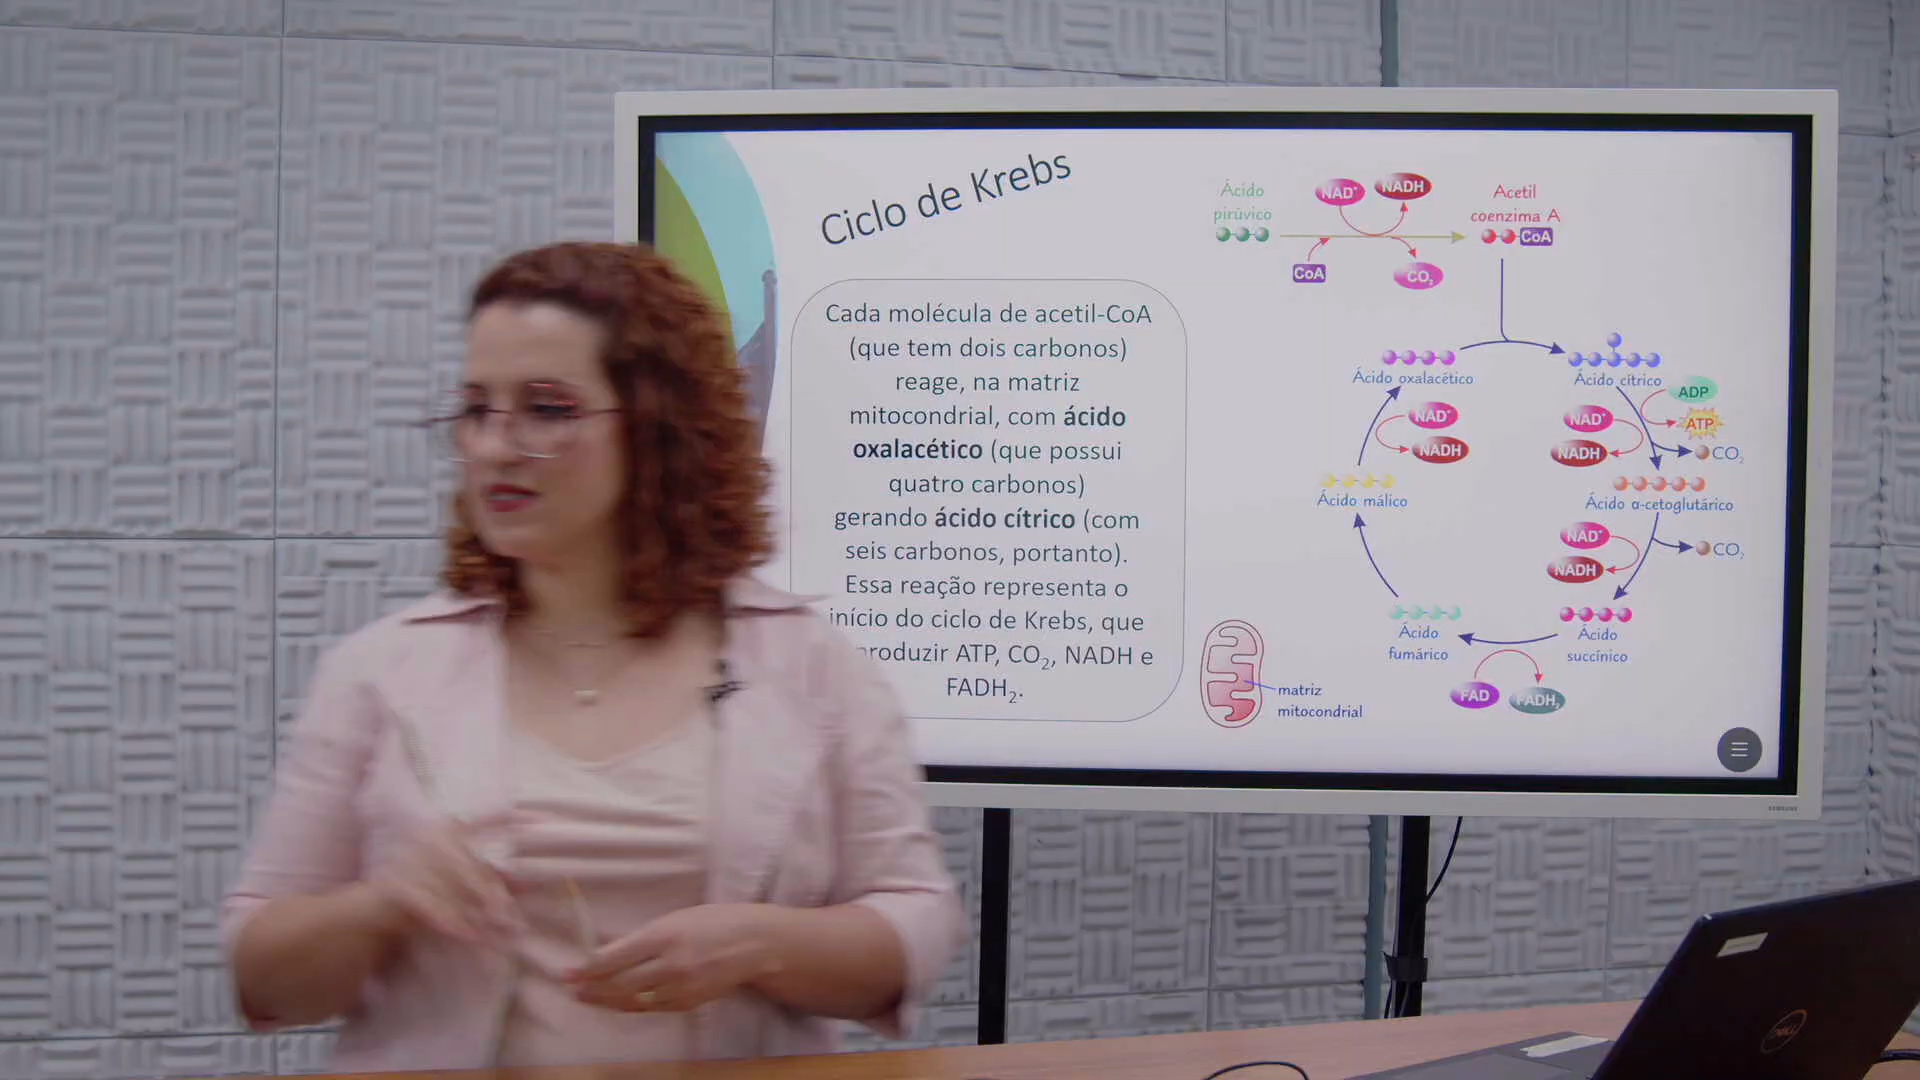 Ciclo de Krebs
Cada molécula de acetil-CoA
(que tem dois carbonos)
reage, na matriz
mitocondrial, com ácido
oxalacético (que possui
quatro carbonos)
gerando ácido cítrico (com
seis carbonos, portanto).
Essa reação representa o
início do ciclo de Krebs, que
produzir ATP, CO₂, NADH e
FADH₂.
Ácido
pirúvico
NAD⁺
NADH
Acetil
coenzima A
CoA
CoA
CO₂
Ácido oxalacético
Ácido cítrico
ADP
ATP
NAD⁺
NADH
CO₂
NAD⁺
NADH
Ácido málico
Ácido α-cetoglutárico
NAD⁺
NADH
CO₂
Ácido
fumárico
Ácido
succínico
FAD
FADH₂
matriz
mitocondrial
SAMSUNG
DELL